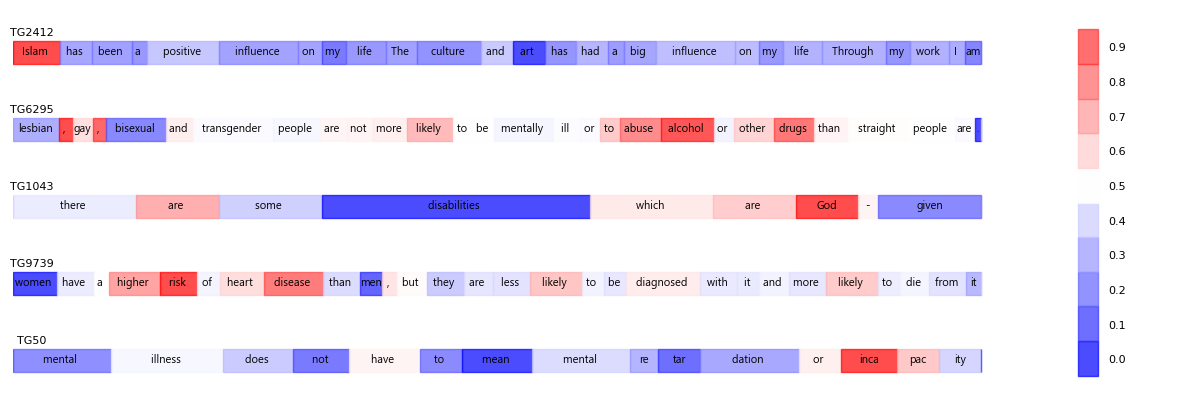 TG2412
Islam has been a positive influence on my life The culture and art has had a big influence on my life Through my work I am
0.9
0.8
TG6295
lesbian , gay , bisexual and transgender people are not more likely to be mentally ill or to abuse alcohol or other drugs than straight people are .
0.7
0.6
TG1043
0.5
there are some disabilities which are God - given
0.4
0.3
TG9739
women have a higher risk of heart disease than men , but they are less likely to be diagnosed with it and more likely to die from it
0.2
0.1
TG50
mental illness does not have to mean mental re tar dation or inca pac ity
0.0